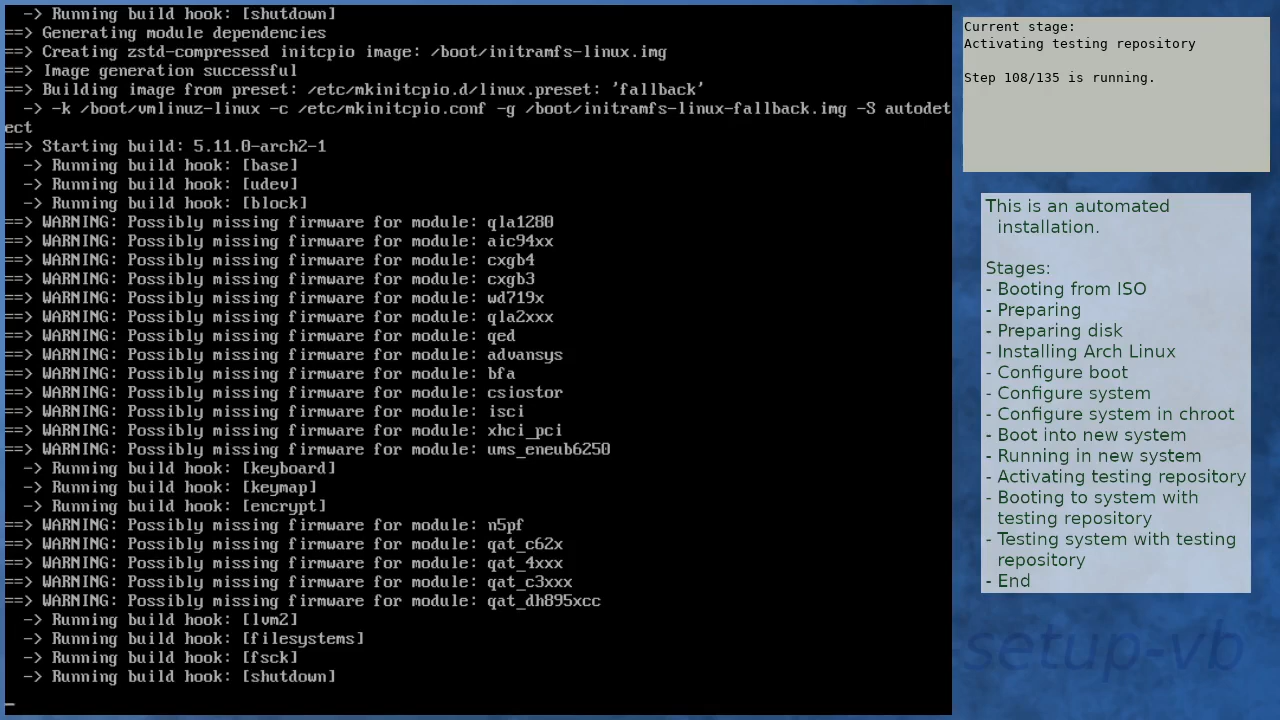 -> Running build hook: [shutdown]
==> Generating module dependencies
==> Creating zstd-compressed initcpio image: /boot/initramfs-linux.img
==> Image generation successful
==> Building image from preset: /etc/mkinitcpio.d/linux.preset: 'fallback'
  -> -k /boot/vmlinuz-linux -c /etc/mkinitcpio.conf -g /boot/initramfs-linux-fallback.img -S autodet
ect
==> Starting build: 5.11.0-arch2-1
  -> Running build hook: [base]
  -> Running build hook: [udev]
  -> Running build hook: [block]
==> WARNING: Possibly missing firmware for module: qla1280
==> WARNING: Possibly missing firmware for module: aic94xx
==> WARNING: Possibly missing firmware for module: cxgb4
==> WARNING: Possibly missing firmware for module: cxgb3
==> WARNING: Possibly missing firmware for module: wd719x
==> WARNING: Possibly missing firmware for module: qla2xxx
==> WARNING: Possibly missing firmware for module: qed
==> WARNING: Possibly missing firmware for module: advansys
==> WARNING: Possibly missing firmware for module: bfa
==> WARNING: Possibly missing firmware for module: csiostor
==> WARNING: Possibly missing firmware for module: isci
==> WARNING: Possibly missing firmware for module: xhci_pci
==> WARNING: Possibly missing firmware for module: ums_eneub6250
  -> Running build hook: [keyboard]
  -> Running build hook: [keymap]
  -> Running build hook: [encrypt]
==> WARNING: Possibly missing firmware for module: n5pf
==> WARNING: Possibly missing firmware for module: qat_c62x
==> WARNING: Possibly missing firmware for module: qat_4xxx
==> WARNING: Possibly missing firmware for module: qat_c3xxx
==> WARNING: Possibly missing firmware for module: qat_dh895xcc
  -> Running build hook: [lvm2]
  -> Running build hook: [filesystems]
  -> Running build hook: [fsck]
  -> Running build hook: [shutdown]
Current stage:
Activating testing repository
Step 108/135 is running.
This is an automated
installation.
Stages:
- Booting from ISO
- Preparing
- Preparing disk
- Installing Arch Linux
- Configure boot
- Configure system
- Configure system in chroot
- Boot into new system
- Running in new system
- Activating testing repository
- Booting to system with
testing repository
- Testing system with testing
repository
- End
-setup-vb